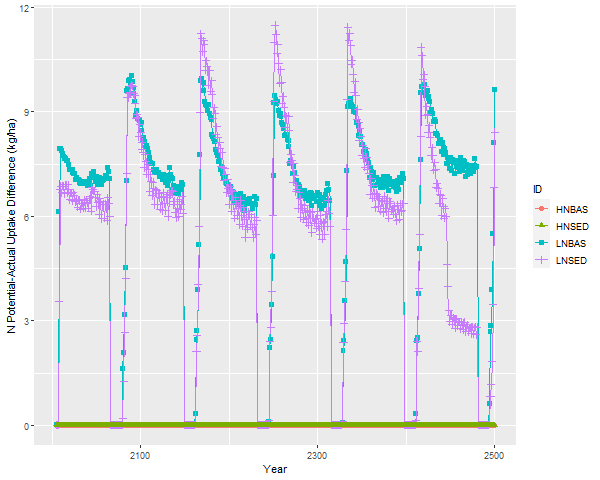 N Potential-Actual Uptake Difference (kg/ha)
12
9
6
3
0
2100
2300
2500
Year
ID
HNBAS
HNSED
LNBAS
LNSED